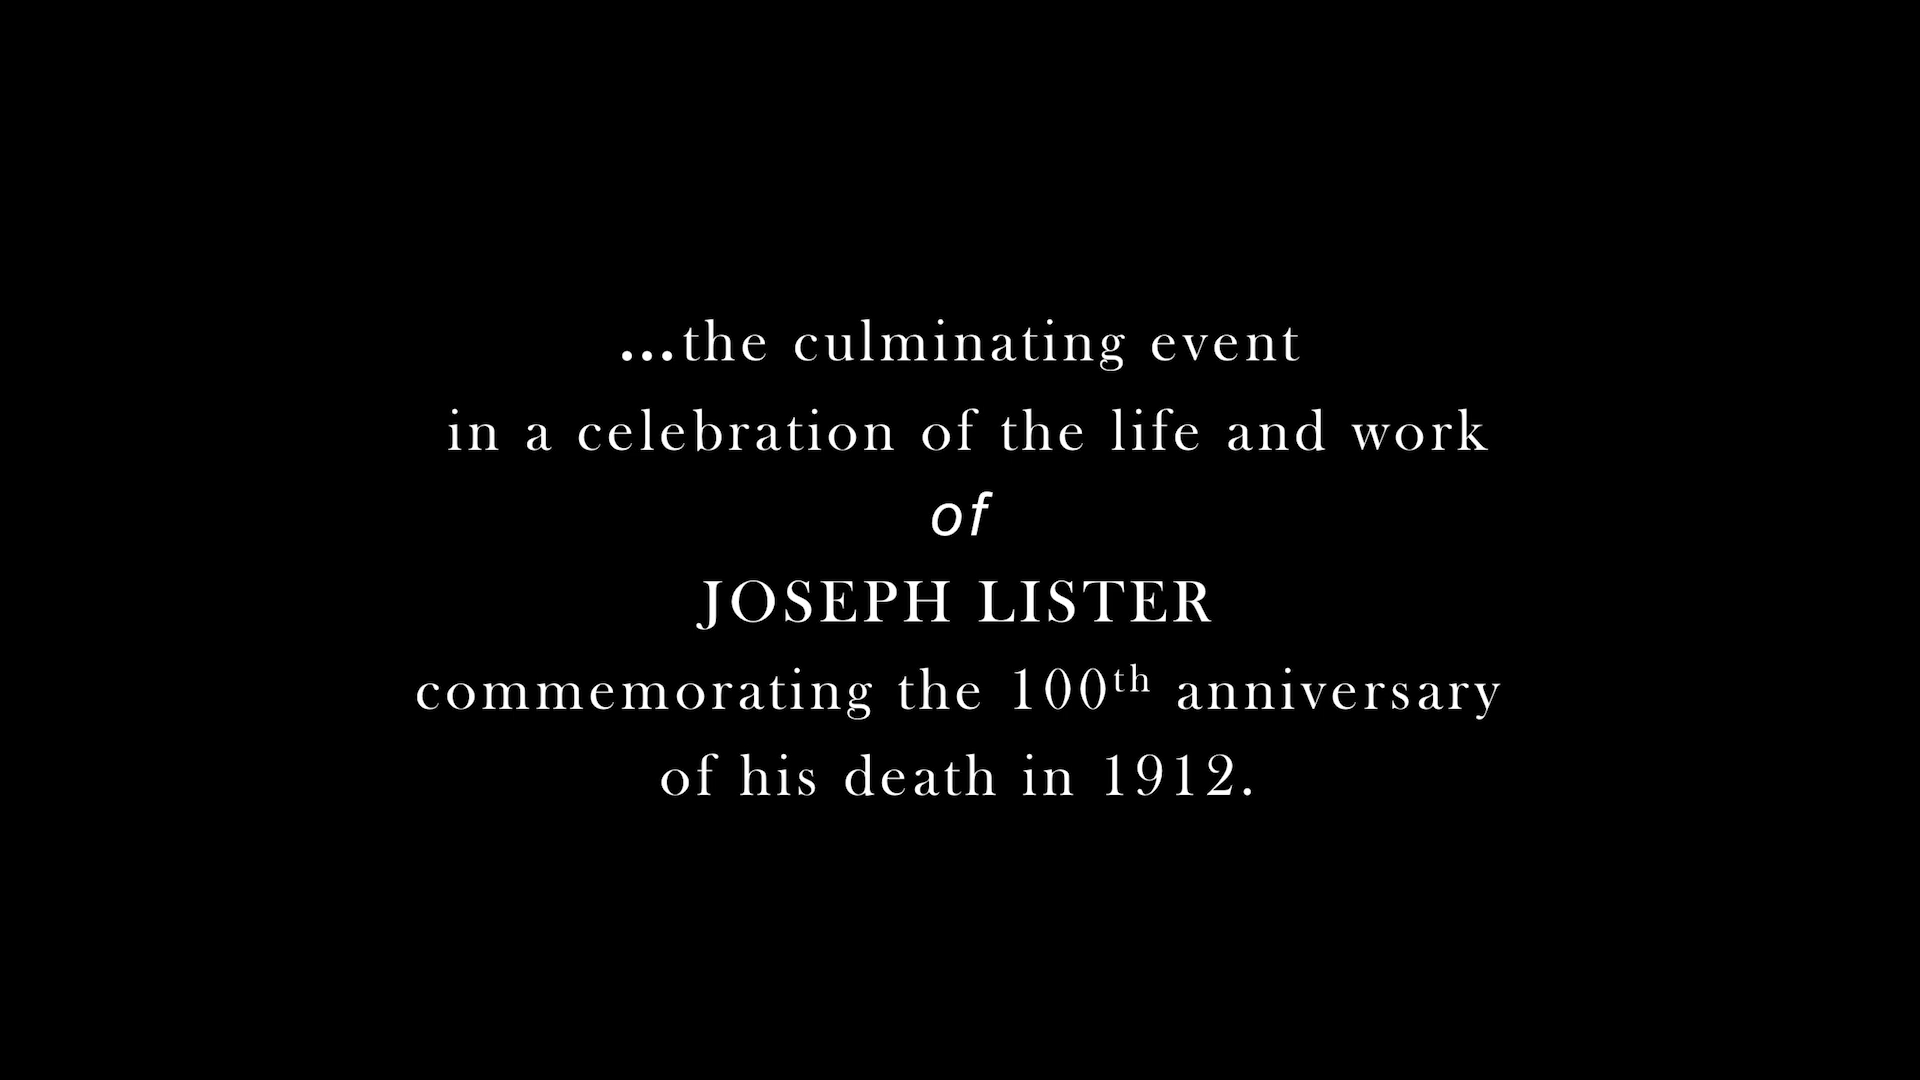 ...the culminating event
in a celebration of the life and work
of
JOSEPH LISTER
commemorating the 100th anniversary
of his death in 1912.